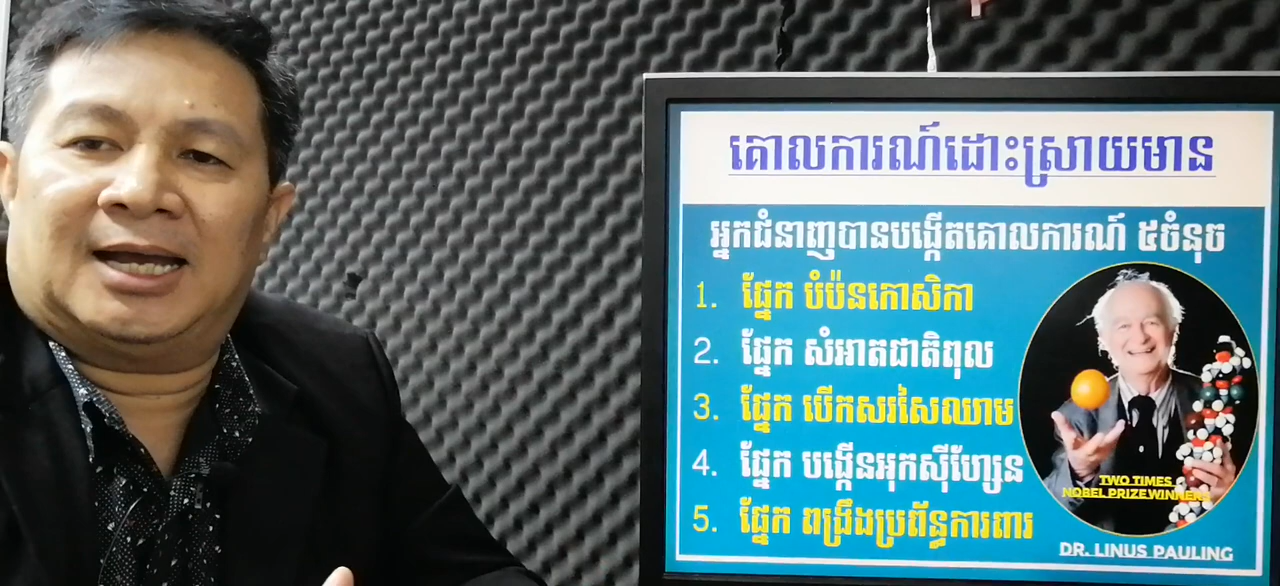 គោលការណ៍ដោះស្រាយមាន
អ្នកជំនាញបានបង្កើតគោលការណ៍ ៥ចំនុច
1. ផ្នែក បំប៉នកោសិកា
2. ផ្នែក សំអាតជាតិពុល
3. ផ្នែក បើកសរសៃឈាម
4. ផ្នែក បង្កើនអុកស៊ីហ្សែន
5. ផ្នែក ពង្រឹងប្រព័ន្ធការពារ
TWO TIMES
NOBEL PRIZE WINNERS
DR. LINUS PAULING